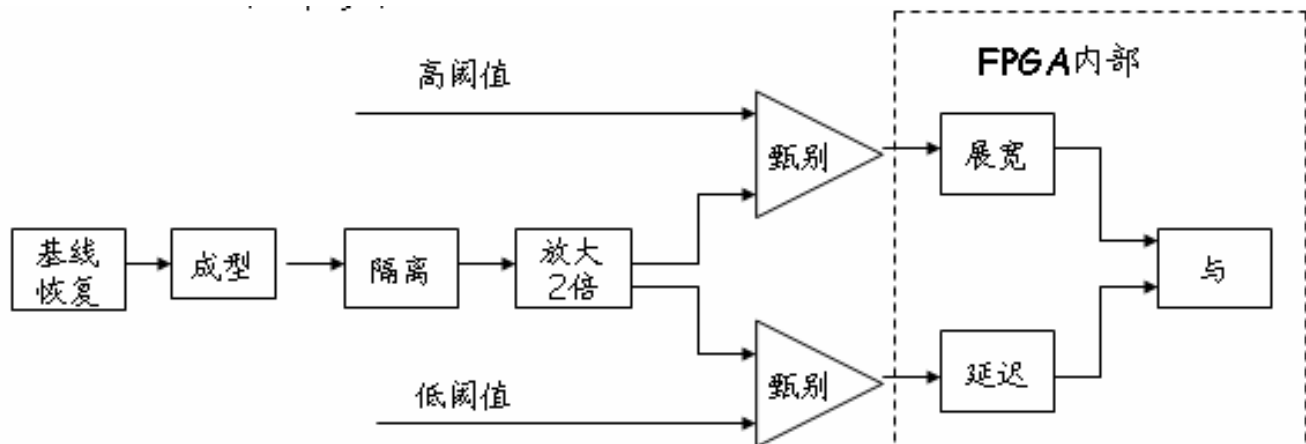 高阈值
FPGA内部
甄别
展宽
基线
恢复
成型
隔离
放大
2倍
与
低阈值
甄别
延迟